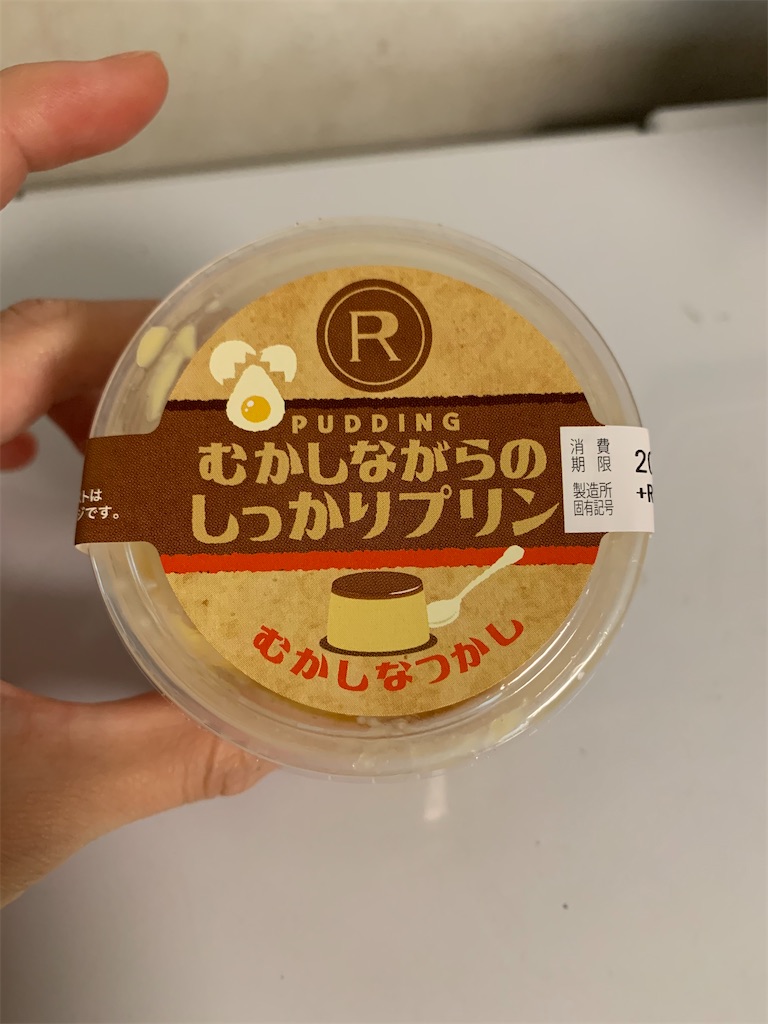 R
PUDDING
むかしながらの
しっかりプリン
むかしなつかし
消費
期限
20
製造所
固有記号
+R
トは
です。